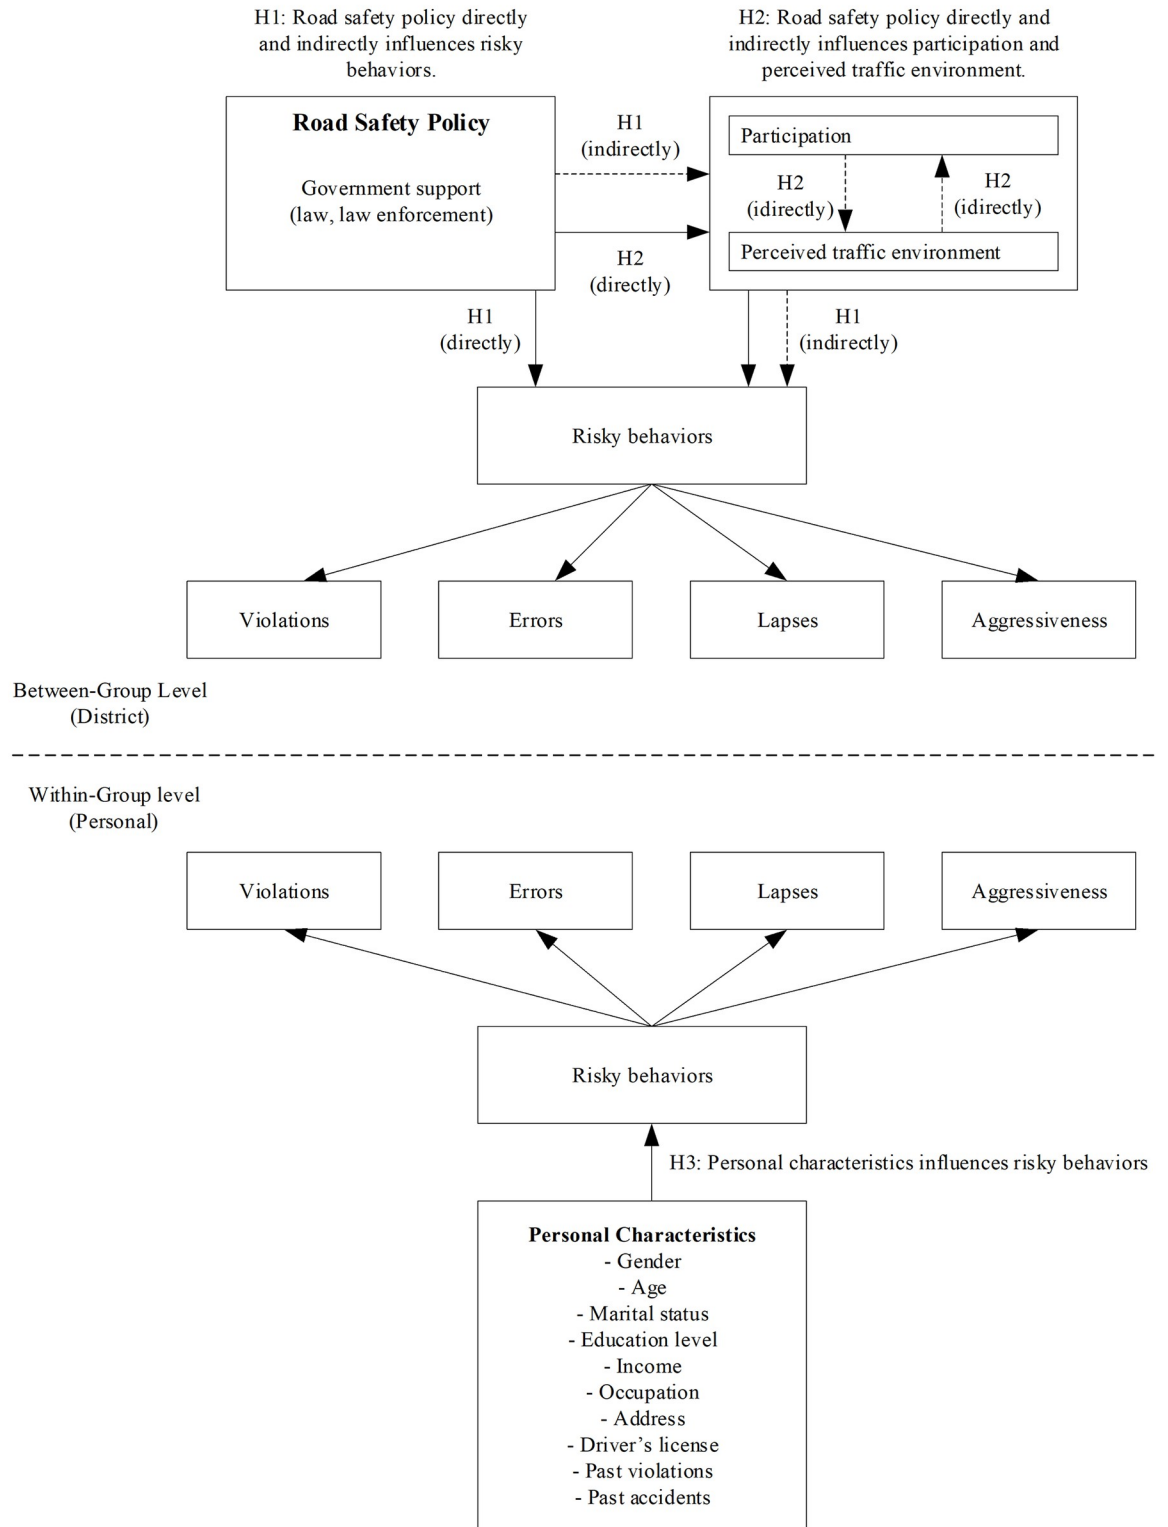 H1: Road safety policy directly
and indirectly influences risky
behaviors.
H2: Road safety policy directly and
indirectly influences participation and
perceived traffic environment.
Road Safety Policy
Government support
(law, law enforcement)
H1
(indirectly)
H2
(directly)
Participation
H2
(idirectly)
H2
(idirectly)
Perceived traffic environment
H1
(directly)
H1
(indirectly)
Risky behaviors
Violations
Errors
Lapses
Aggressiveness
Between-Group Level
(District)
Within-Group level
(Personal)
Violations
Errors
Lapses
Aggressiveness
Risky behaviors
H3: Personal characteristics influences risky behaviors
Personal Characteristics
- Gender
- Age
- Marital status
- Education level
- Income
- Occupation
- Address
- Driver’s license
- Past violations
- Past accidents